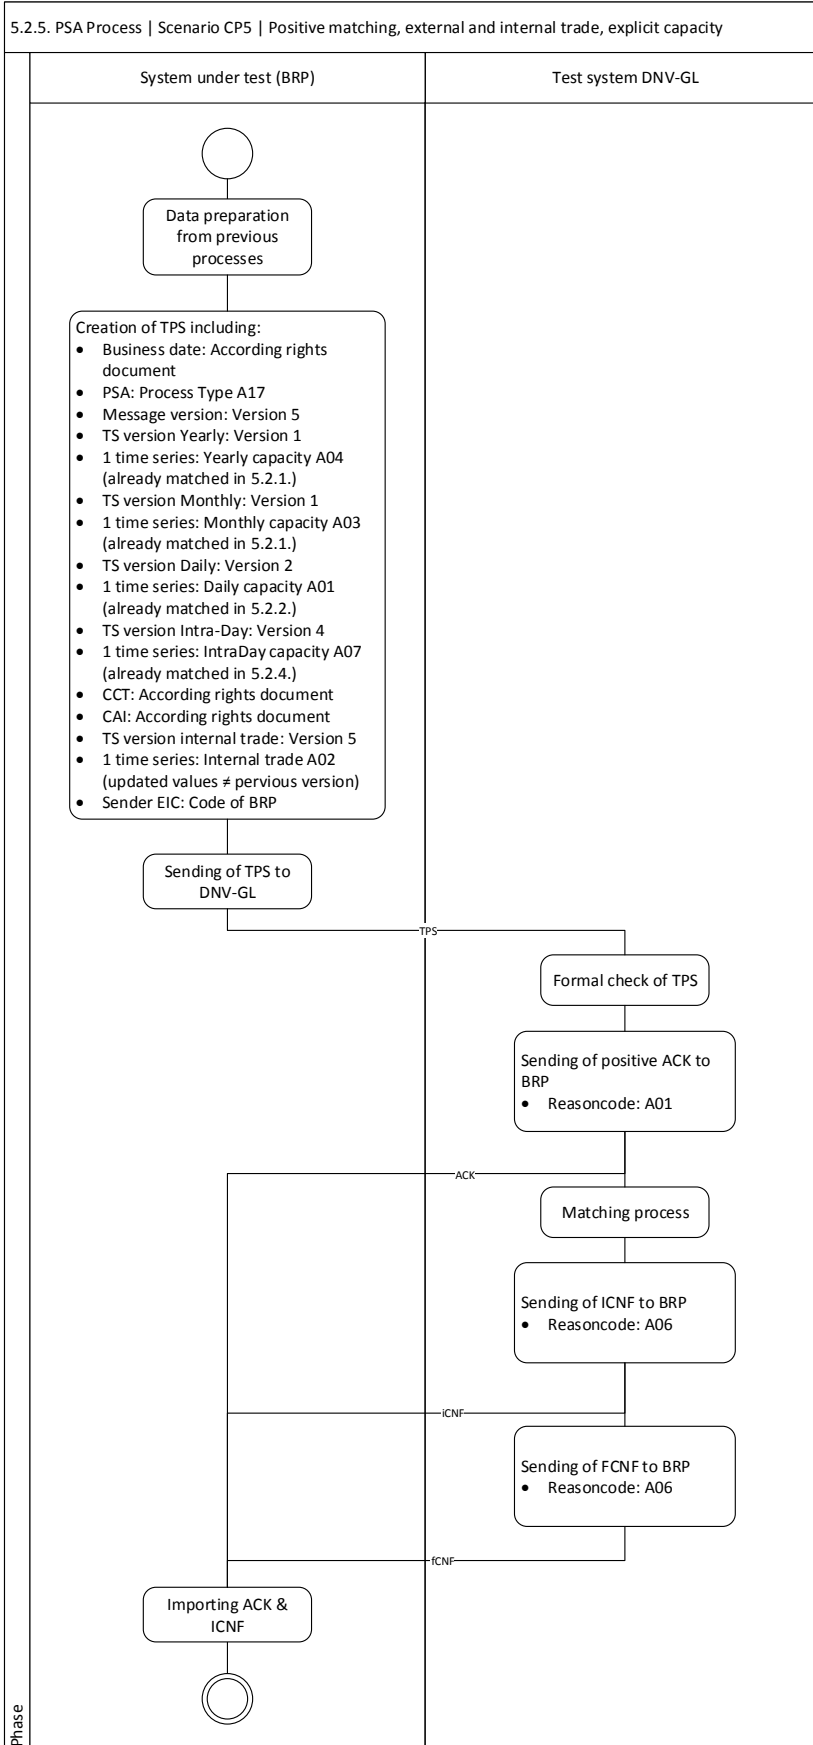 5.2.5. PSA Process | Scenario CP5 | Positive matching, external and internal trade, explicit capacity
System under test (BRP)
Test system DNV-GL
Data preparation
from previous
processes
Creation of TPS including:
• Business date: According rights
document
• PSA: Process Type A17
• Message version: Version 5
• TS version Yearly: Version 1
• 1 time series: Yearly capacity A04
(already matched in 5.2.1.)
• TS version Monthly: Version 1
• 1 time series: Monthly capacity A03
(already matched in 5.2.1.)
• TS version Daily: Version 2
• 1 time series: Daily capacity A01
(already matched in 5.2.2.)
• TS version Intra-Day: Version 4
• 1 time series: IntraDay capacity A07
(already matched in 5.2.4.)
• CCT: According rights document
• CAI: According rights document
• TS version internal trade: Version 5
• 1 time series: Internal trade A02
(updated values ≠ pervious version)
• Sender EIC: Code of BRP
Sending of TPS to
DNV-GL
TPS
Formal check of TPS
Sending of positive ACK to
BRP
• Reasoncode: A01
ACK
Matching process
Sending of ICNF to BRP
• Reasoncode: A06
iCNF
Sending of FCNF to BRP
• Reasoncode: A06
fCNF
Importing ACK &
ICNF
Phase